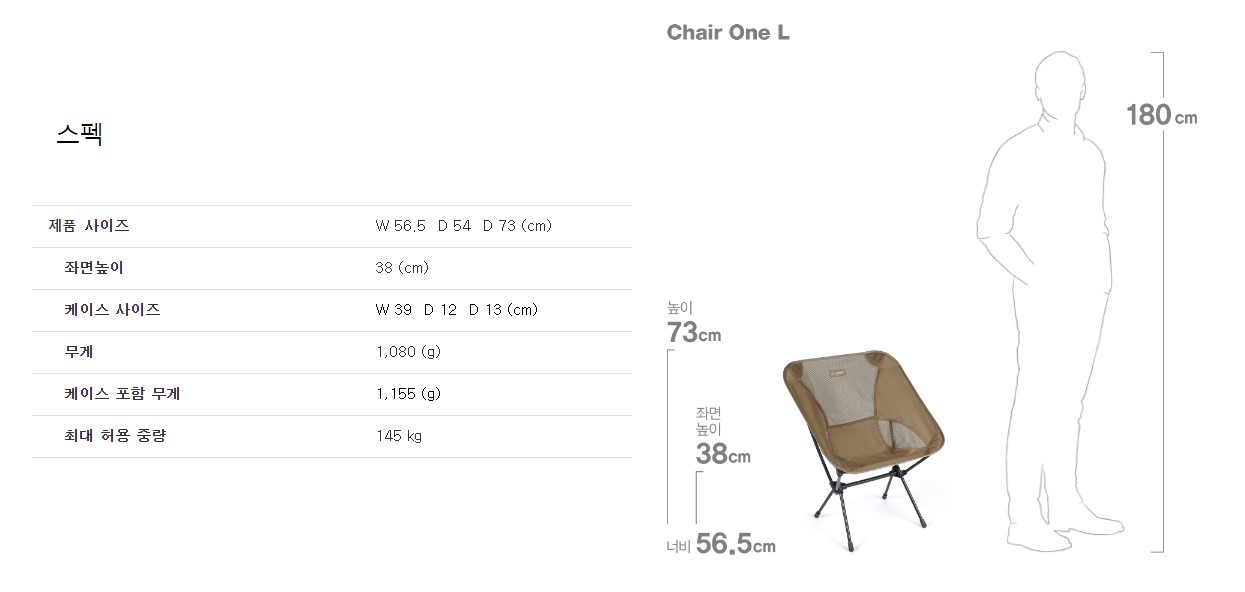 스펙
제품 사이즈 W 56.5 D 54 D 73 (cm)
좌면높이 38 (cm)
케이스 사이즈 W 39 D 12 D 13 (cm)
무게 1,080 (g)
케이스 포함 무게 1,155 (g)
최대 허용 중량 145 kg
Chair One L
180 cm
높이
73cm
좌면
높이
38cm
너비 56.5cm